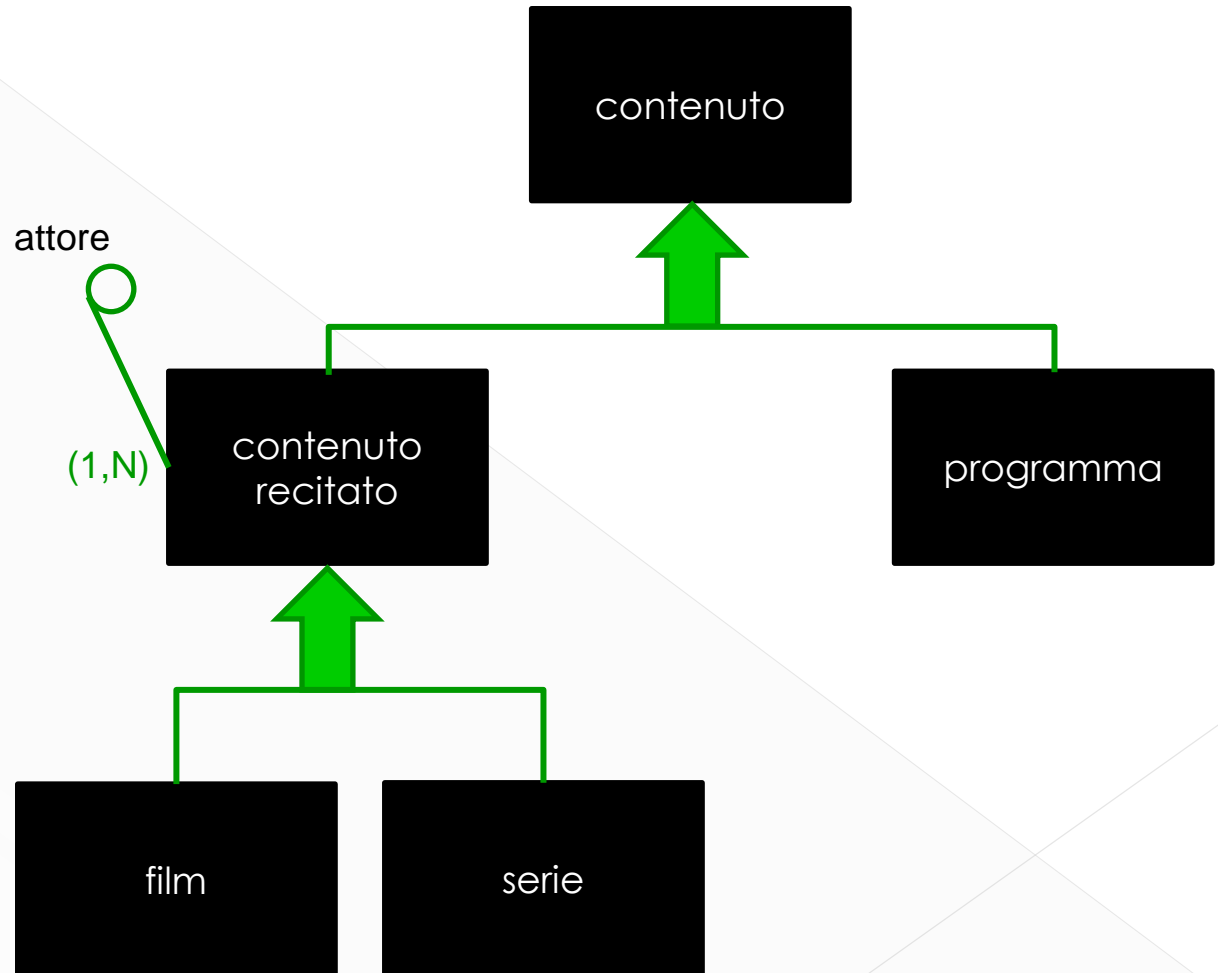 contenuto
attore
(1,N)
contenuto
recitato
programma
film
serie